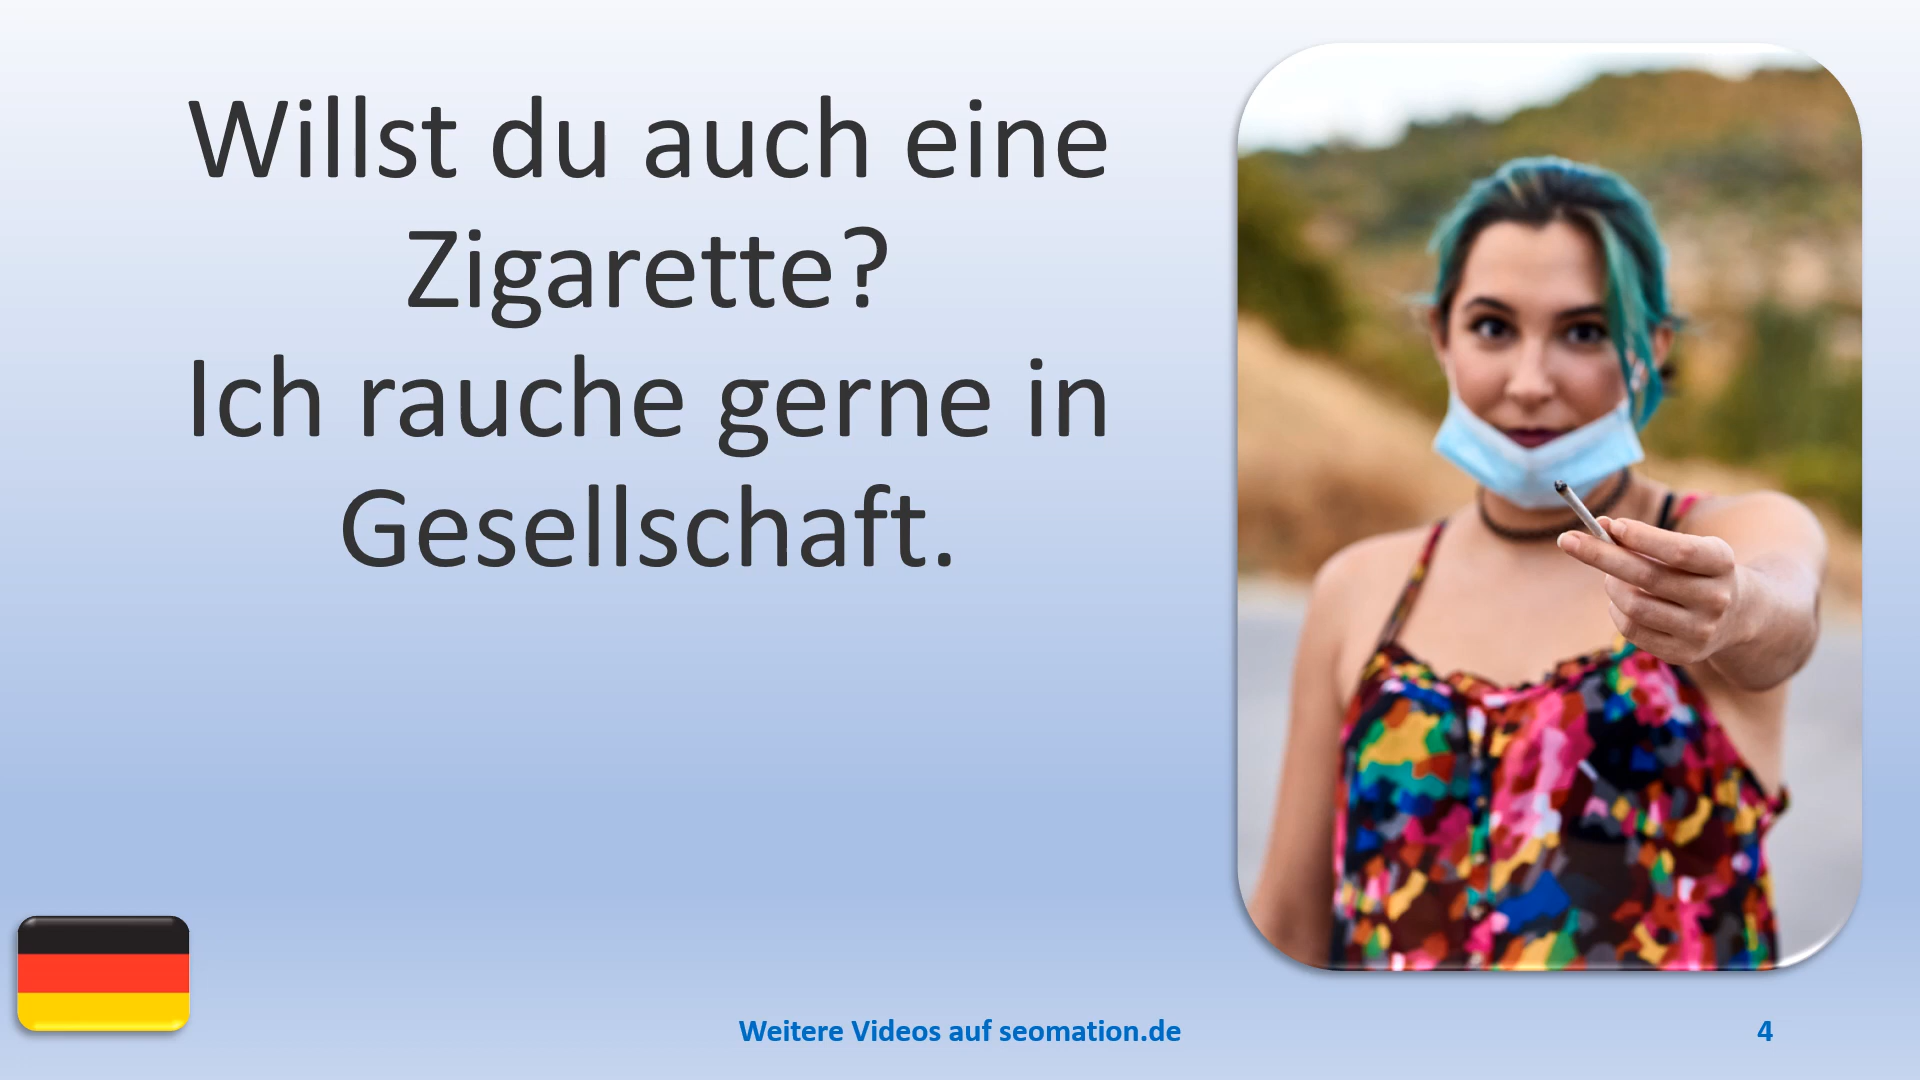 Willst du auch eine
Zigarette?
Ich rauche gerne in
Gesellschaft.
Weitere Videos auf seomation.de
4